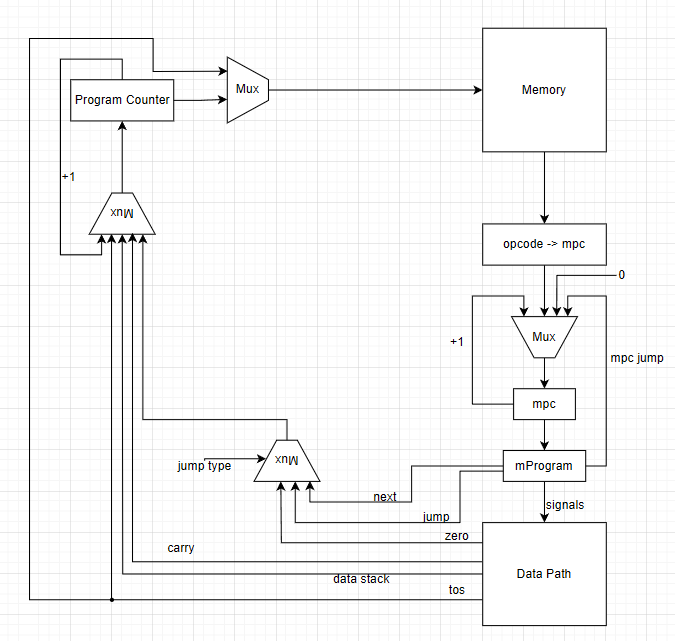 Program Counter
Mux
Memory
+1
Mux
opcode -> mpc
0
Mux
+1
mpc jump
mpc
Mux
jump type
mProgram
next
signals
jump
zero
carry
Data Path
data stack
tos